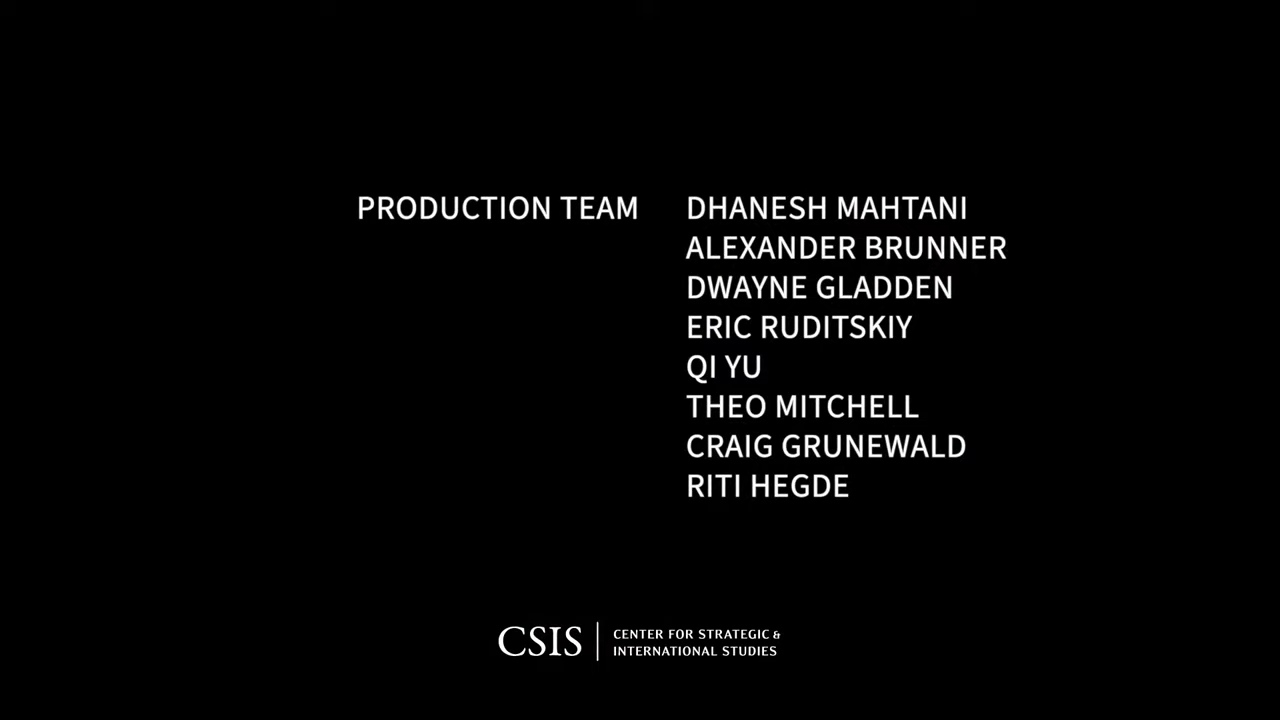 PRODUCTION TEAM DHANESH MAHTANI
ALEXANDER BRUNNER
DWAYNE GLADDEN
ERIC RUDITSKIY
QI YU
THEO MITCHELL
CRAIG GRUNEWALD
RITI HEGDE
CSIS CENTER FOR STRATEGIC &
INTERNATIONAL STUDIES